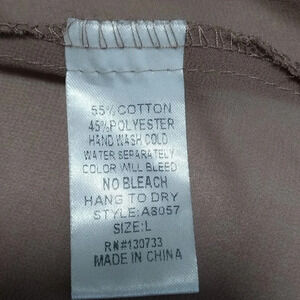 55% COTTON
45% POLYESTER
HAND WASH COLD
WATER SEPARATELY
COLOR WILL BLEED
NO BLEACH
HANG TO DRY
STYLE: A8057
SIZE: L
RN#130733
MADE IN CHINA